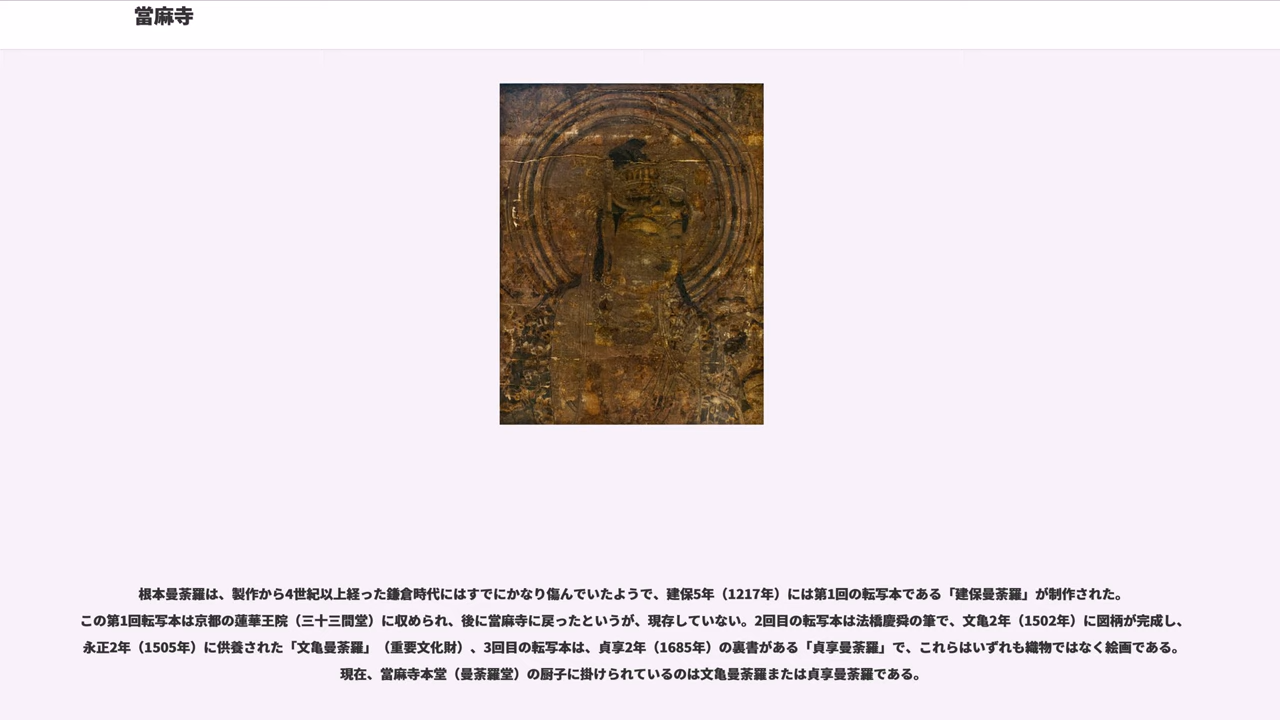 當麻寺
根本曼荼羅は、製作から4世紀以上経った鎌倉時代にはすでにかなり傷んでいたようで、建保5年（1217年）には第1回の転写本である「建保曼荼羅」が制作された。
この第1回転写本は京都の蓮華王院（三十三間堂）に収められ、後に當麻寺に戻ったというが、現存していない。2回目の転写本は法橋慶舜の筆で、文亀2年（1502年）に図柄が完成し、
永正2年（1505年）に供養された「文亀曼荼羅」（重要文化財）、3回目の転写本は、貞享2年（1685年）の裏書がある「貞享曼荼羅」で、これらはいずれも織物ではなく絵画である。
現在、當麻寺本堂（曼荼羅堂）の厨子に掛けられているのは文亀曼荼羅または貞享曼荼羅である。